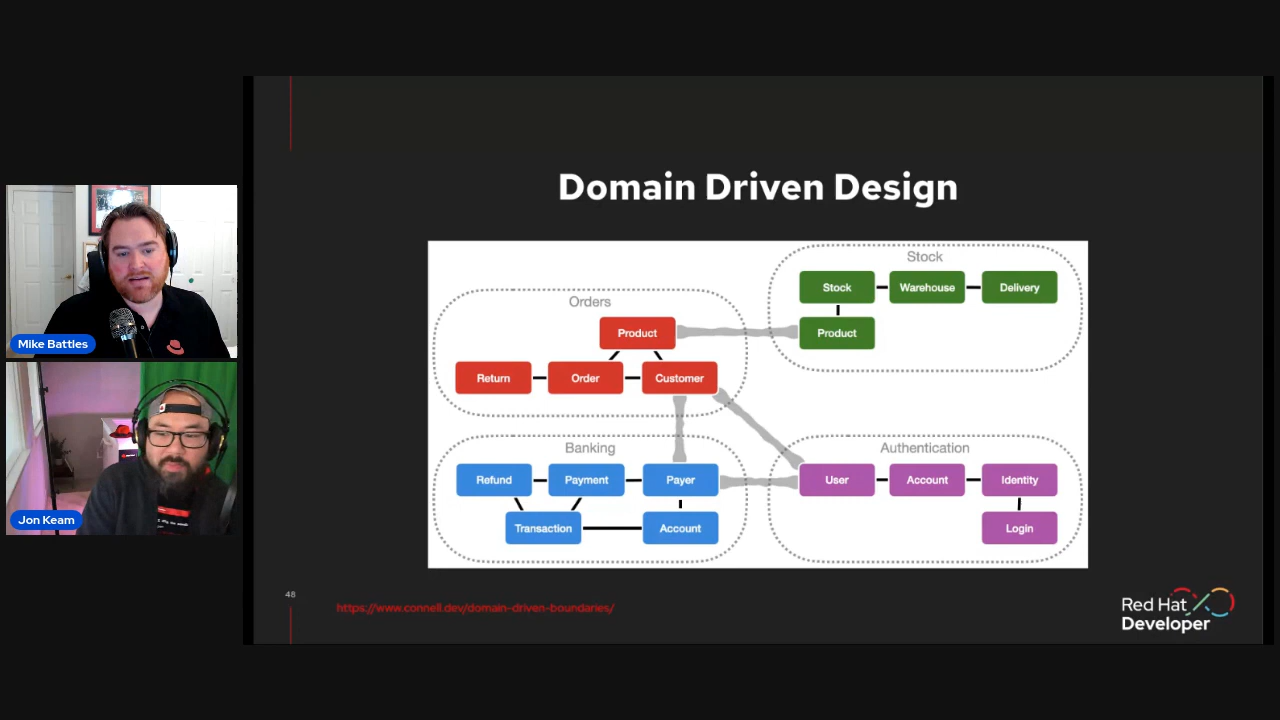 Domain Driven Design
Stock
Stock
Warehouse
Delivery
Product
Orders
Product
Return
Order
Customer
Banking
Refund
Payment
Payer
Transaction
Account
Authentication
User
Account
Identity
Login
Mike Battles
Jon Keam
48
https://www.connell.dev/domain-driven-boundaries/
Red Hat
Developer